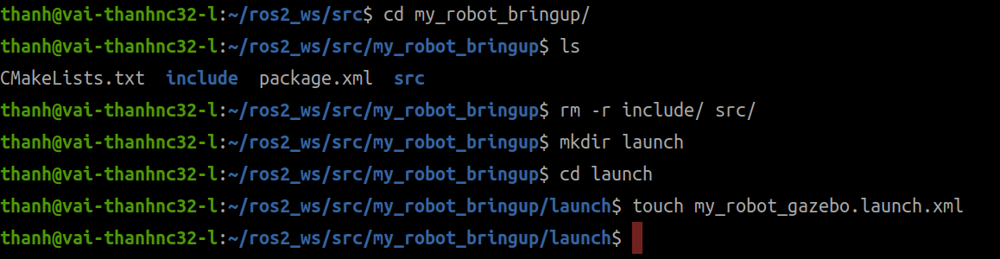 thanh@vai-thanhnc32-l:~/ros2_ws/src$ cd my_robot_bringup/
thanh@vai-thanhnc32-l:~/ros2_ws/src/my_robot_bringup$ ls
CMakeLists.txt  include  package.xml  src
thanh@vai-thanhnc32-l:~/ros2_ws/src/my_robot_bringup$ rm -r include/ src/
thanh@vai-thanhnc32-l:~/ros2_ws/src/my_robot_bringup$ mkdir launch
thanh@vai-thanhnc32-l:~/ros2_ws/src/my_robot_bringup$ cd launch
thanh@vai-thanhnc32-l:~/ros2_ws/src/my_robot_bringup/launch$ touch my_robot_gazebo.launch.xml
thanh@vai-thanhnc32-l:~/ros2_ws/src/my_robot_bringup/launch$